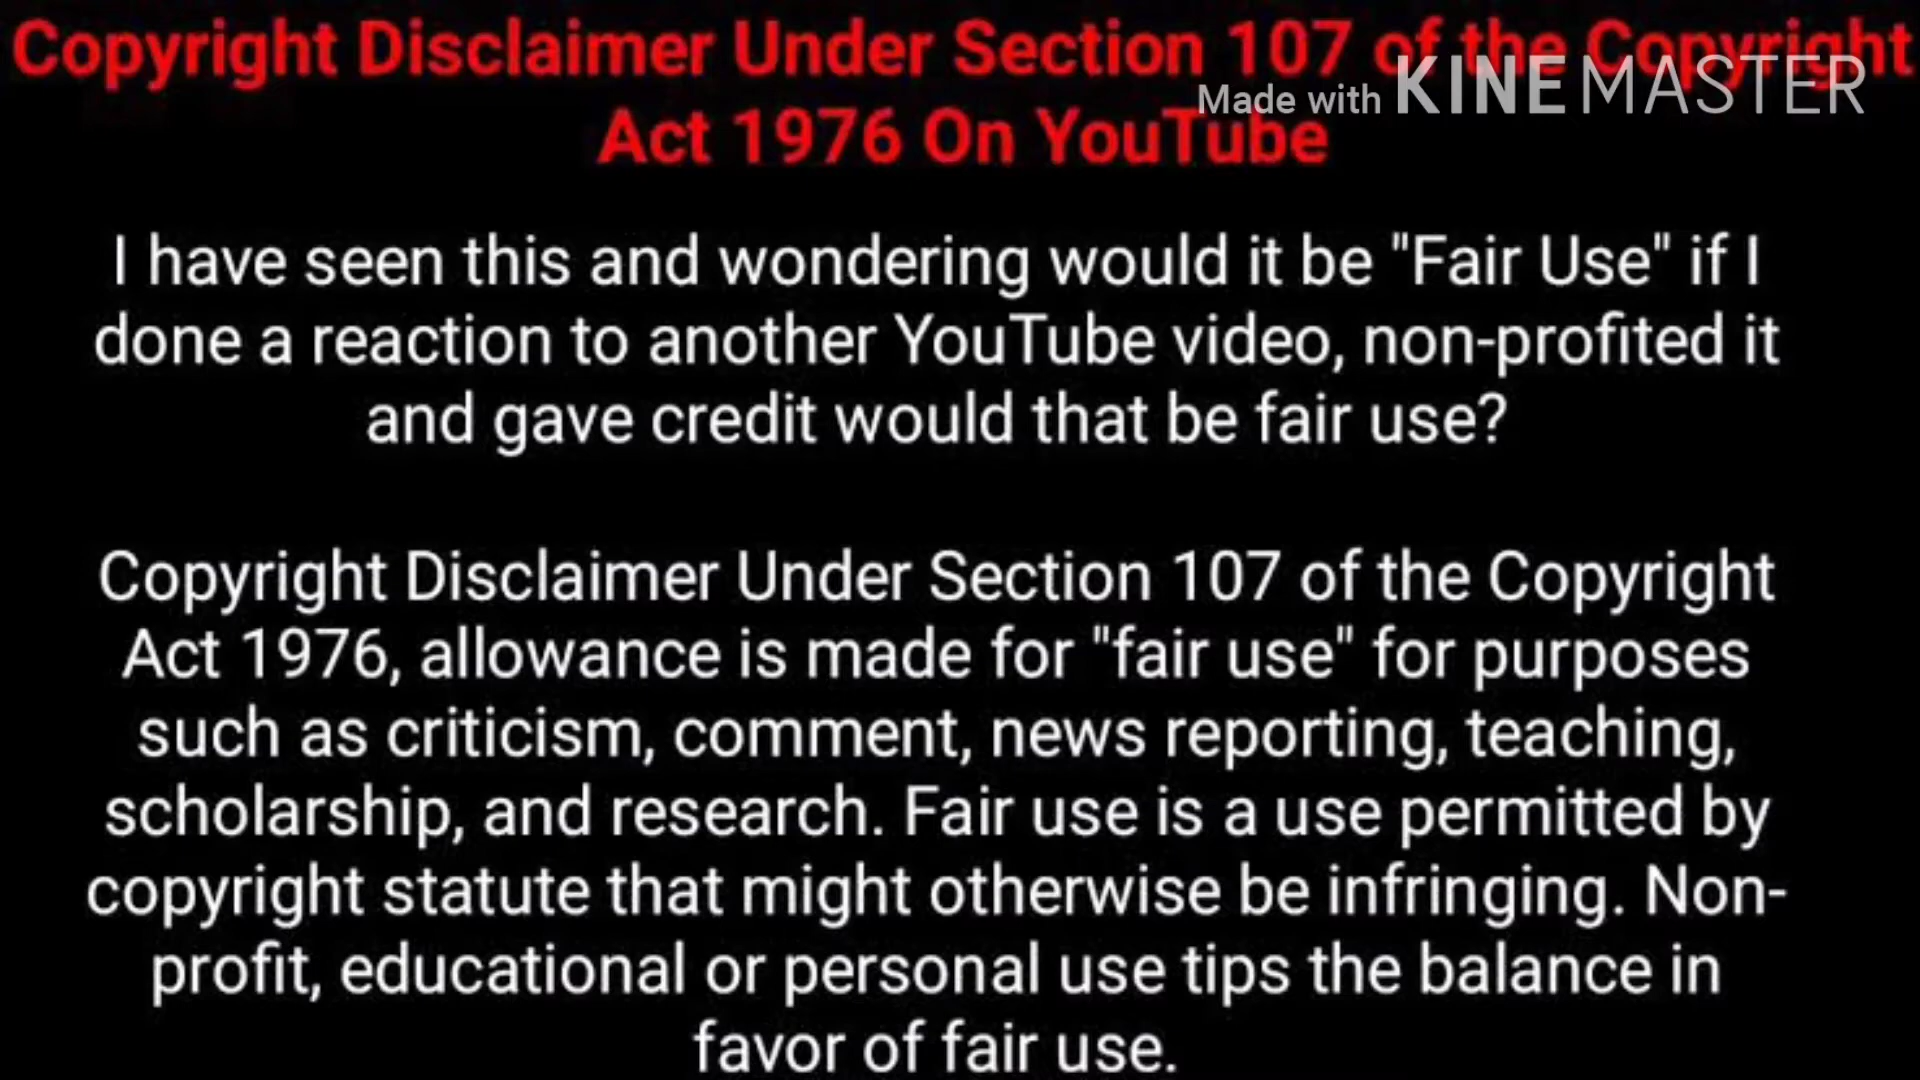 Copyright Disclaimer Under Section 107 of the Copyright
Made with KINEMASTER
Act 1976 On YouTube
I have seen this and wondering would it be "Fair Use" if I
done a reaction to another YouTube video, non-profited it
and gave credit would that be fair use?
Copyright Disclaimer Under Section 107 of the Copyright
Act 1976, allowance is made for "fair use" for purposes
such as criticism, comment, news reporting, teaching,
scholarship, and research. Fair use is a use permitted by
copyright statute that might otherwise be infringing. Non-
profit, educational or personal use tips the balance in
favor of fair use.